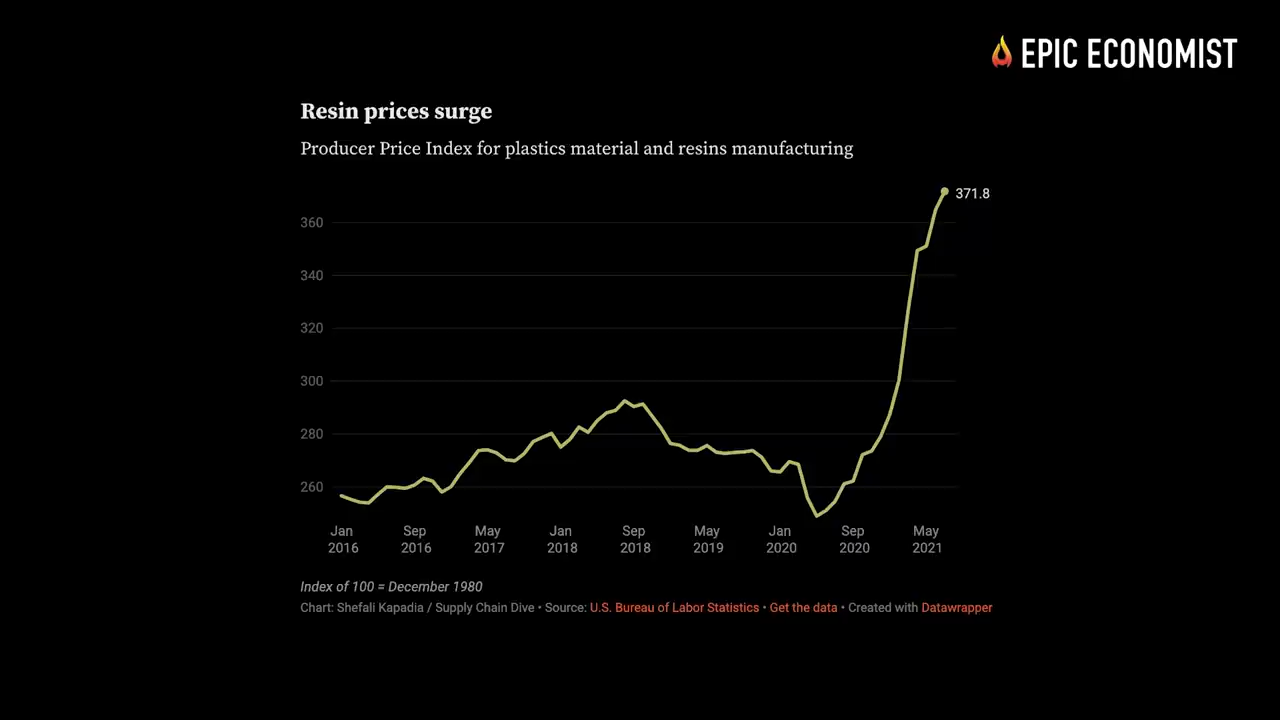 EPIC ECONOMIST
Resin prices surge
Producer Price Index for plastics material and resins manufacturing
371.8
360
340
320
300
280
260
Jan 2016
Sep 2016
May 2017
Jan 2018
Sep 2018
May 2019
Jan 2020
Sep 2020
May 2021
Index of 100 = December 1980
Chart: Shefali Kapadia / Supply Chain Dive • Source: U.S. Bureau of Labor Statistics • Get the data • Created with Datawrapper